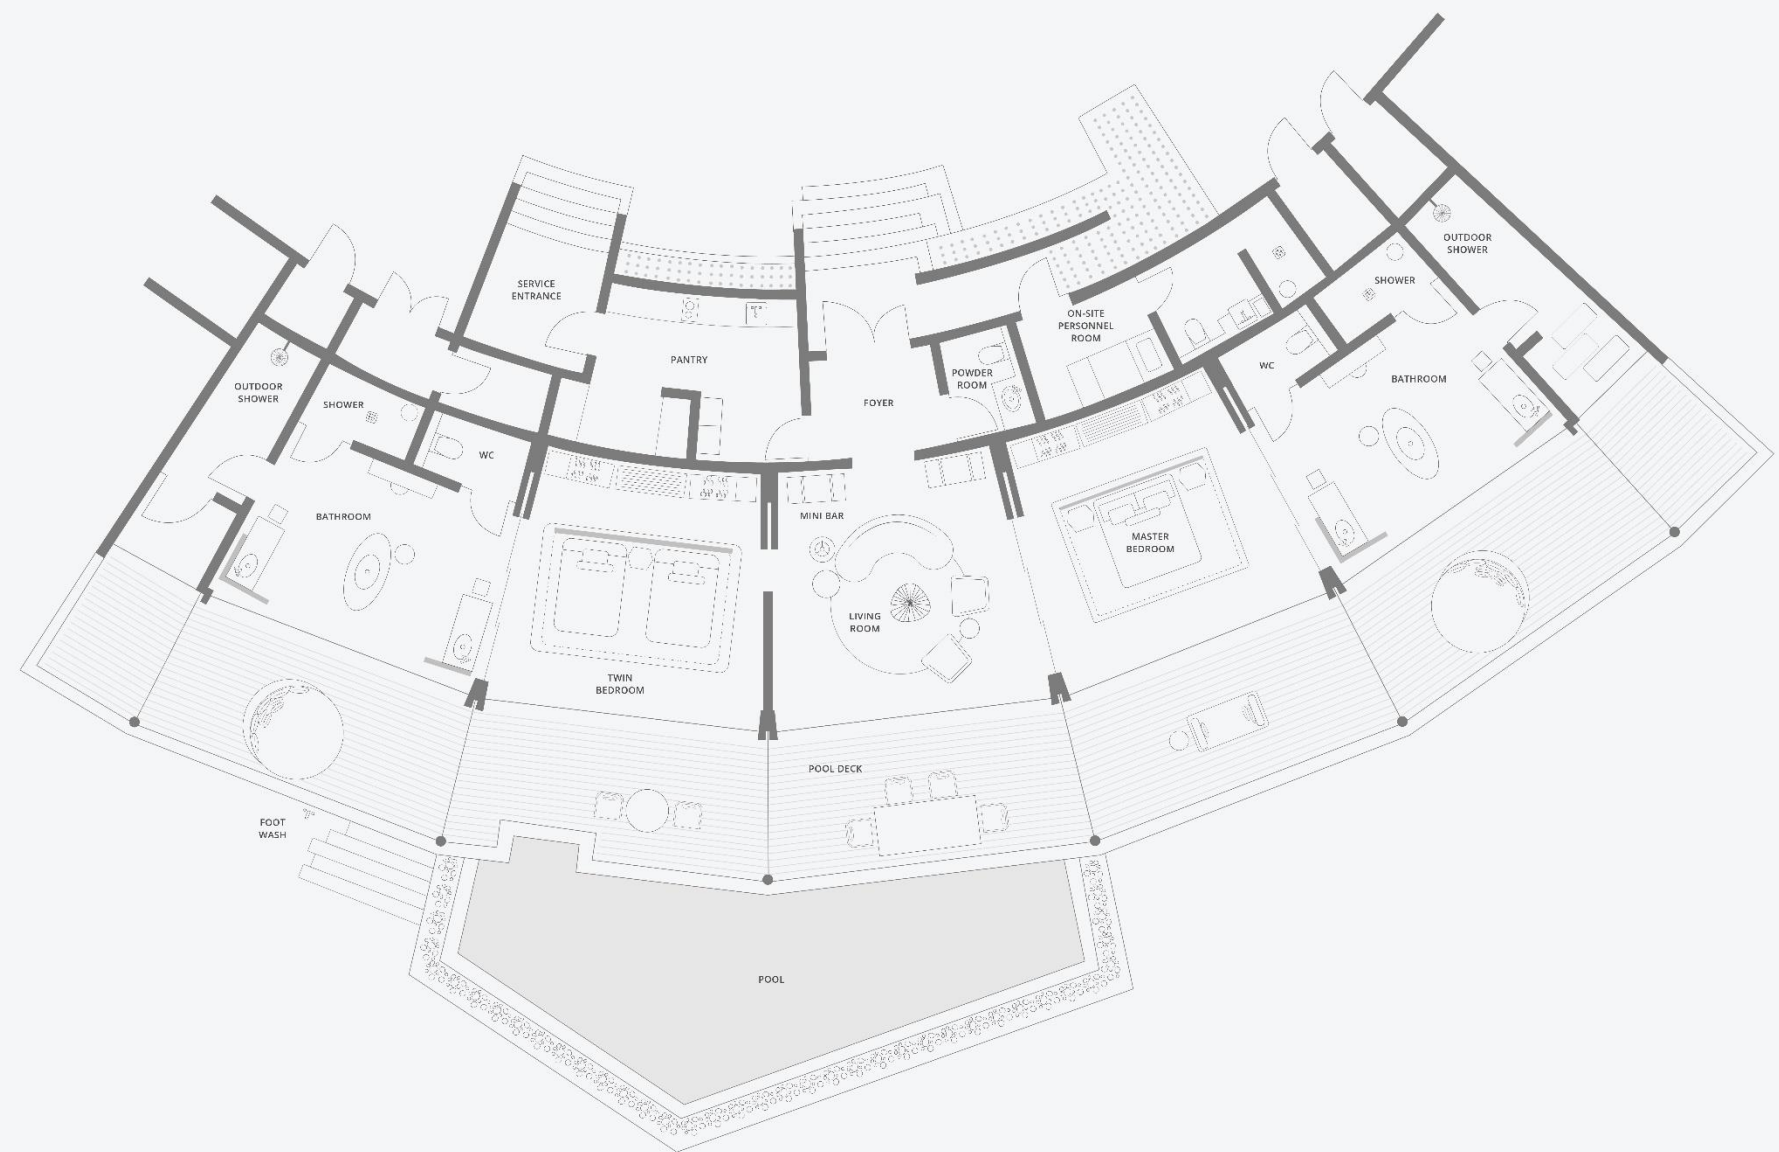 OUTDOOR
SHOWER
SHOWER
SERVICE
ENTRANCE
ON-SITE
PERSONNEL
ROOM
PANTRY
POWDER
ROOM
WC
BATHROOM
OUTDOOR
SHOWER
SHOWER
FOYER
WC
BATHROOM
MINI BAR
MASTER
BEDROOM
LIVING
ROOM
TWIN
BEDROOM
POOL DECK
FOOT
WASH
POOL